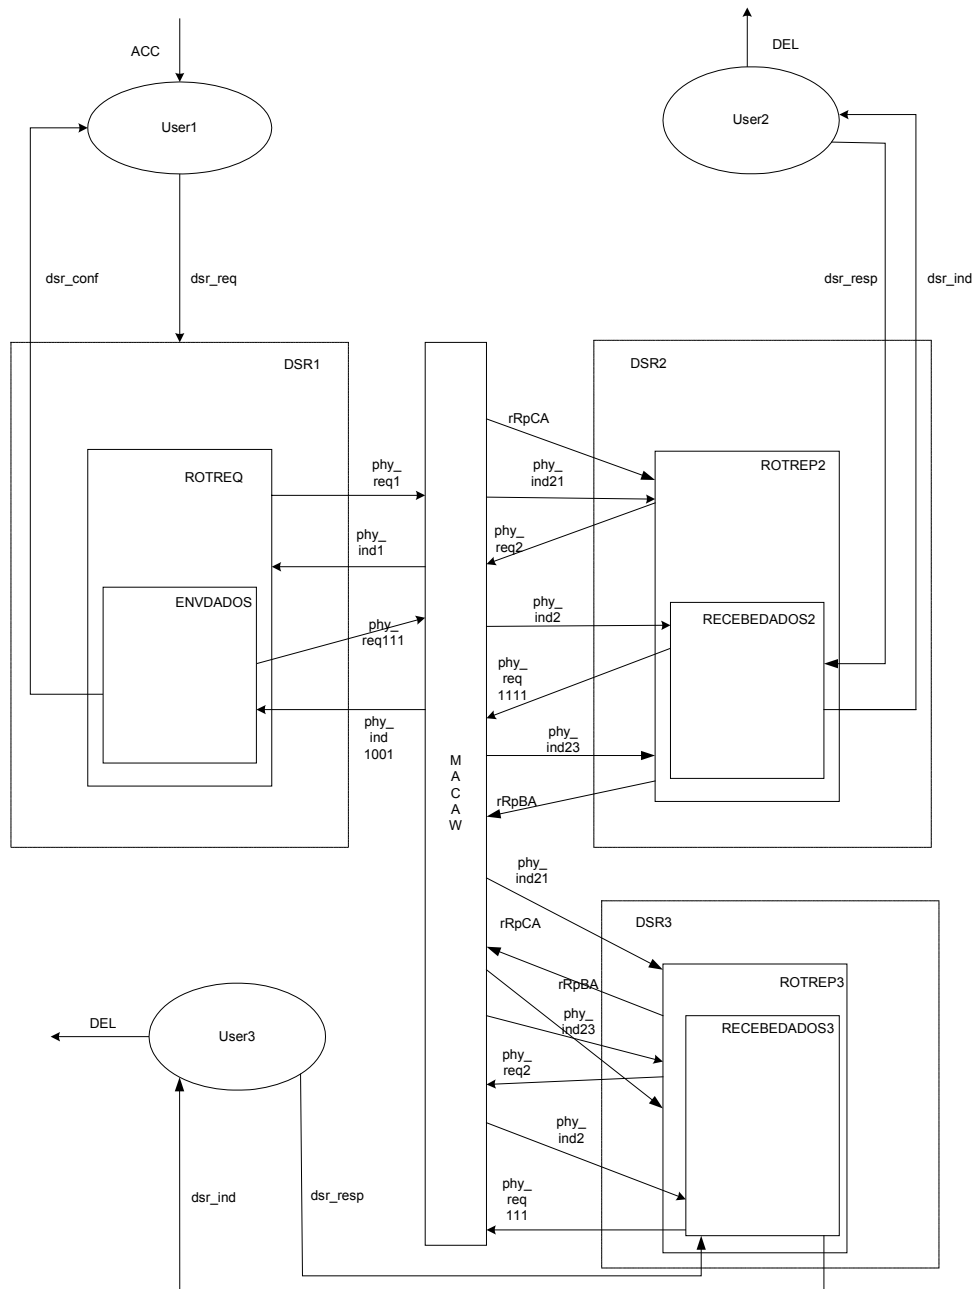 ACC
DEL
User1
User2
dsr_conf
dsr_req
dsr_resp
dsr_ind
DSR1
DSR2
rRpCA
ROTREQ
phy_
req1
phy_
ind21
ROTREP2
phy_
ind1
phy_
req2
ENVDADOS
phy_
req111
phy_
ind2
RECEBEDADOS2
phy_
req
1111
phy_
ind
1001
phy_
ind23
M
A
C
A
W
rRpBA
phy_
ind21
rRpCA
DSR3
rRpBA
ROTREP3
DEL
User3
phy_
ind23
RECEBEDADOS3
phy_
req2
phy_
ind2
dsr_ind
dsr_resp
phy_
req
111